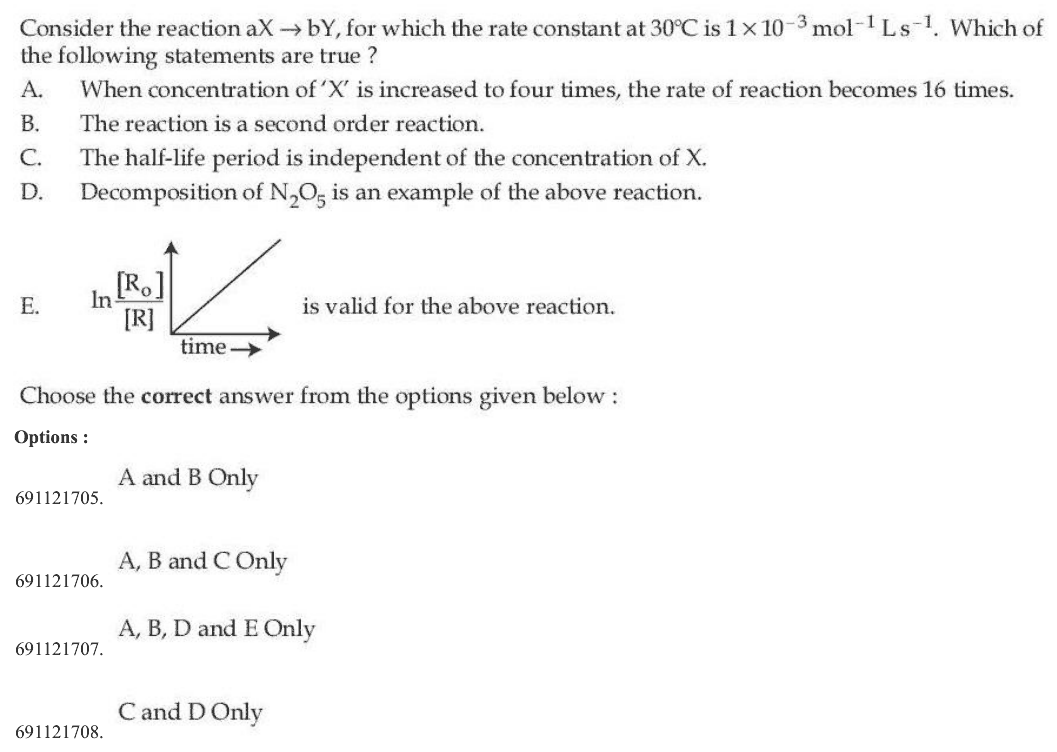 Consider the reaction aX → bY, for which the rate constant at 30°C is 1 × 10⁻³ mol⁻¹ L s⁻¹. Which of
the following statements are true ?
A. When concentration of 'X' is increased to four times, the rate of reaction becomes 16 times.
B. The reaction is a second order reaction.
C. The half-life period is independent of the concentration of X.
D. Decomposition of N₂O₅ is an example of the above reaction.
E. ln [R₀]/[R] is valid for the above reaction.
time →
Choose the correct answer from the options given below :
Options :
A and B Only
691121705.
A, B and C Only
691121706.
A, B, D and E Only
691121707.
C and D Only
691121708.